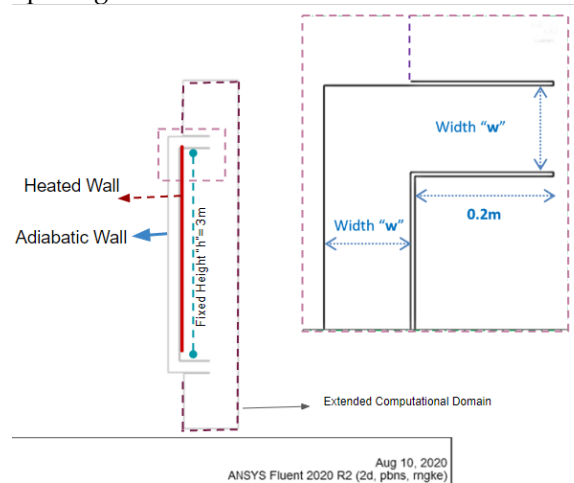 Width "w"
Heated Wall
Width "w"
0.2m
Adiabatic Wall
Fixed Height "h"= 3m
Extended Computational Domain
Aug 10, 2020
ANSYS Fluent 2020 R2 (2d, pbns, rngke)